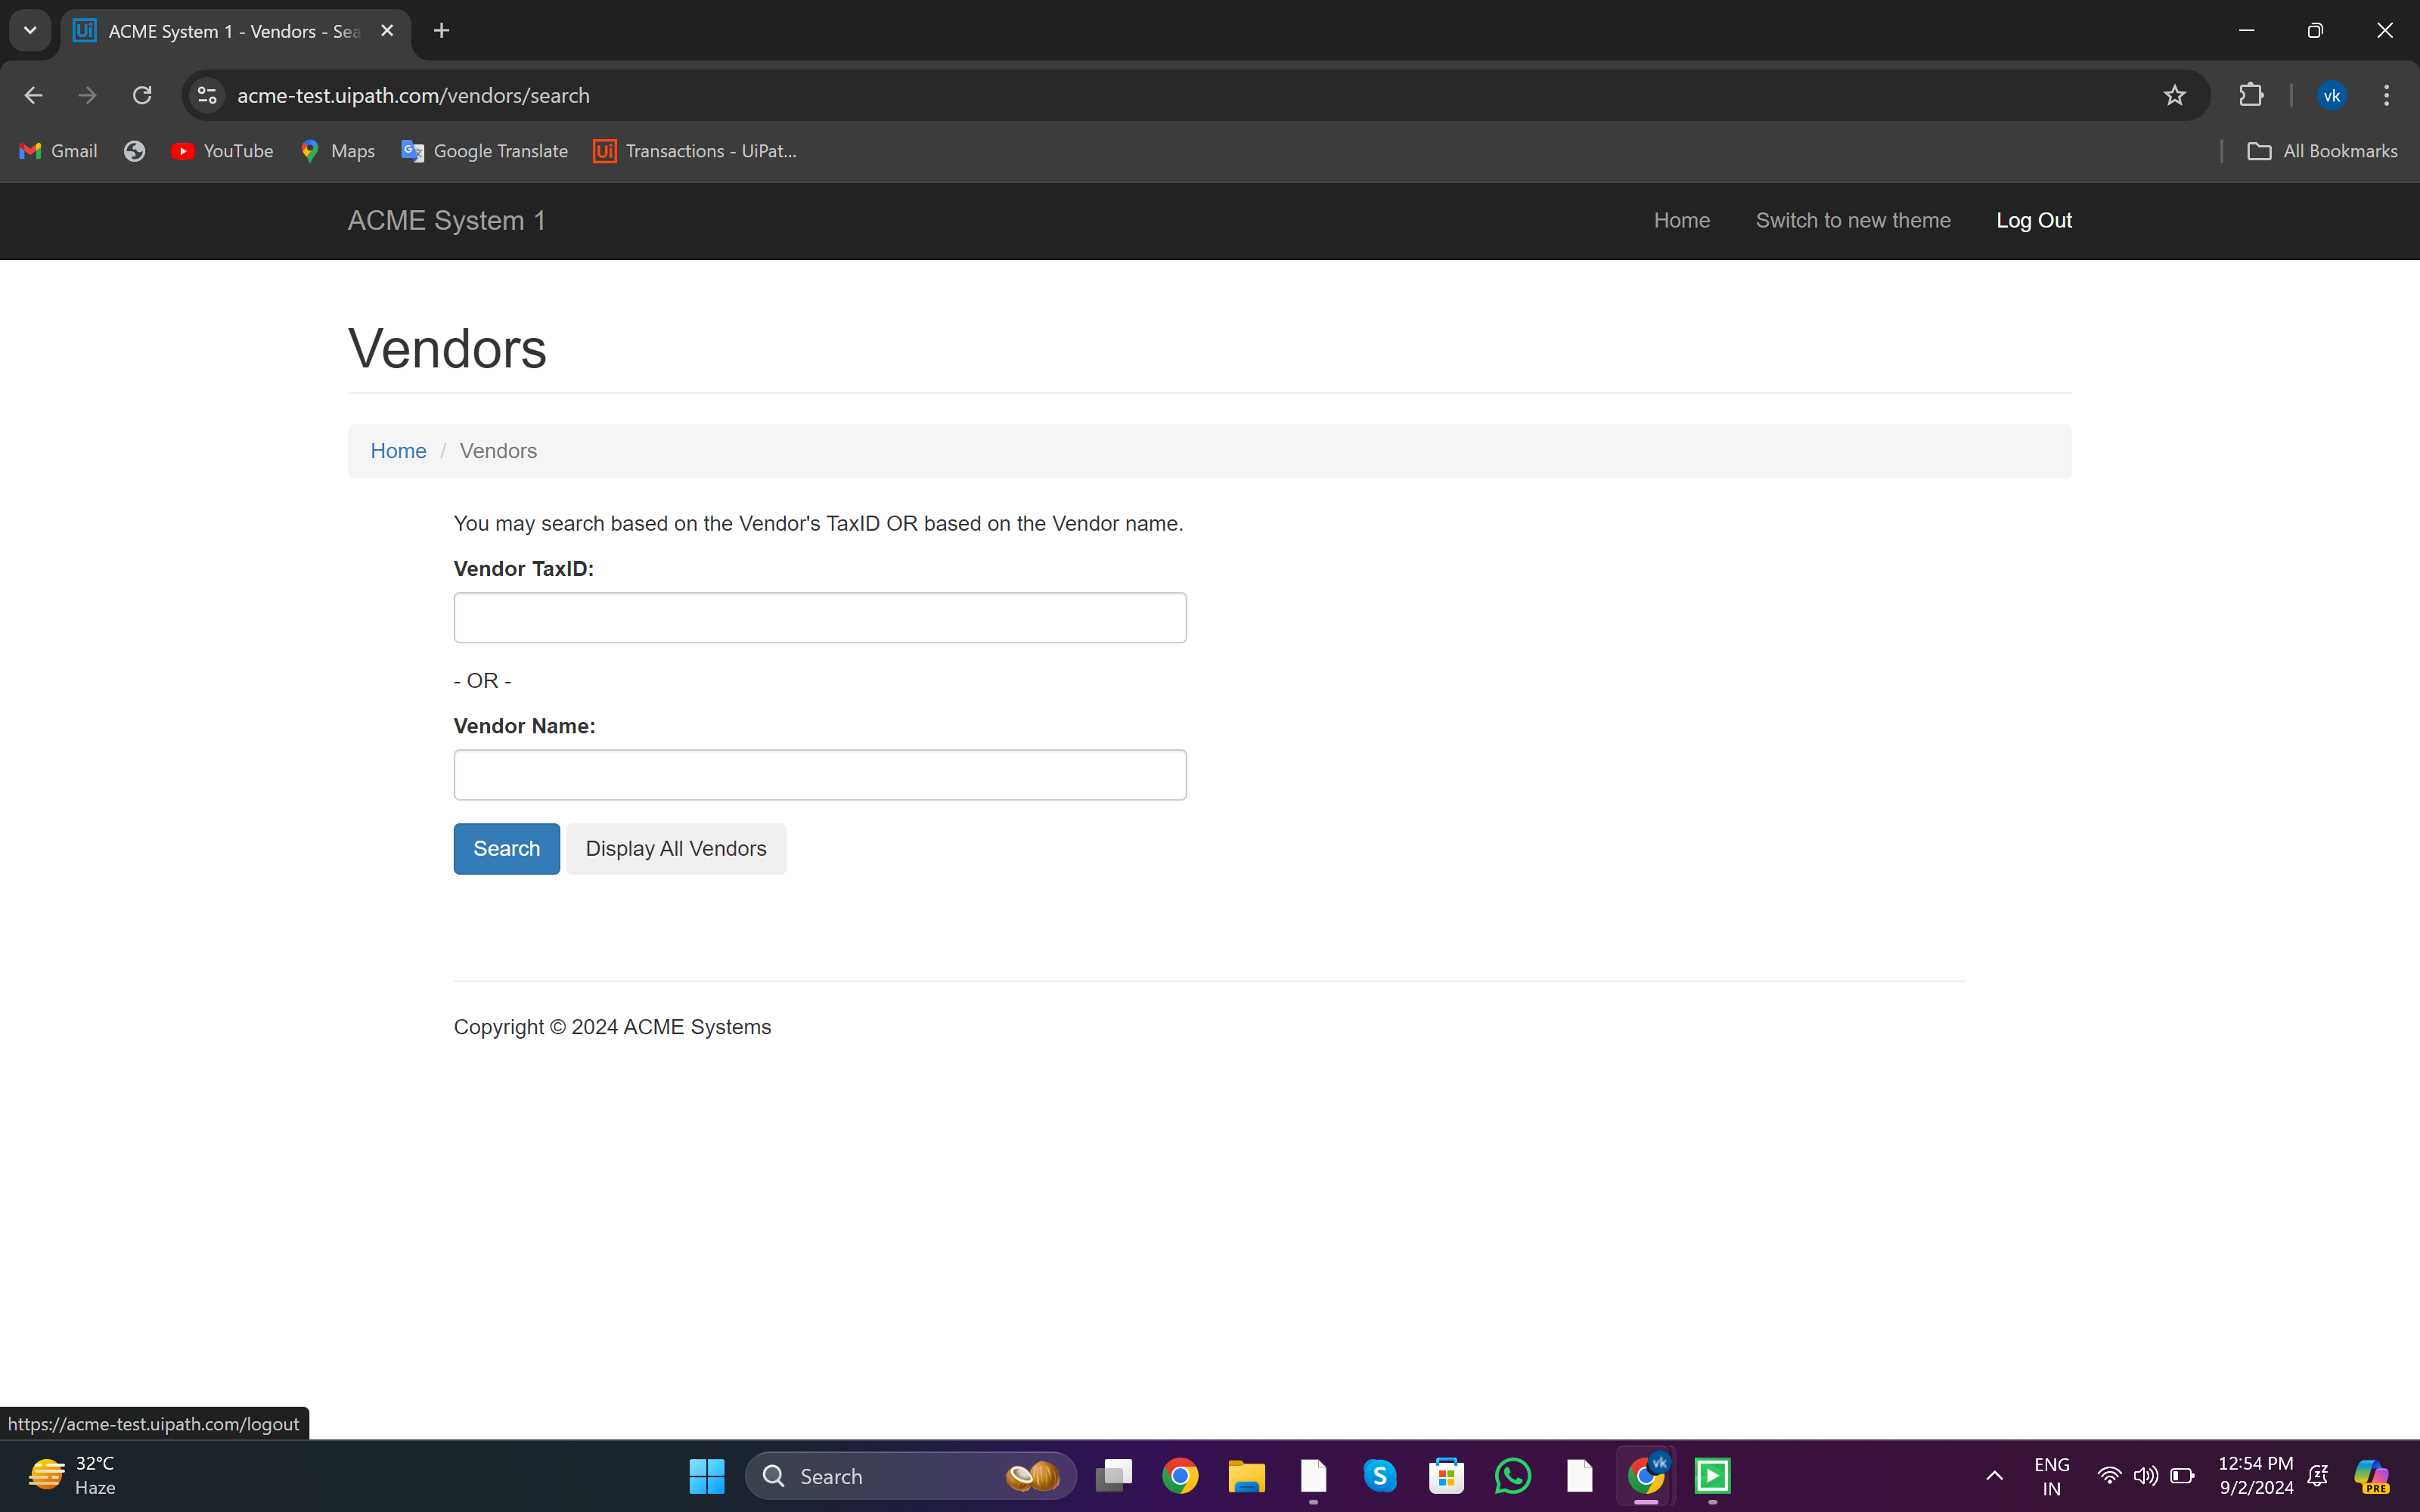 ACME System 1 - Vendors - Sea
acme-test.uipath.com/vendors/search
vk
Gmail
YouTube
Maps
Google Translate
Transactions - UiPat...
All Bookmarks
ACME System 1
Home
Switch to new theme
Log Out
Vendors
Home / Vendors
You may search based on the Vendor's TaxID OR based on the Vendor name.
Vendor TaxID:
- OR -
Vendor Name:
Search
Display All Vendors
Copyright © 2024 ACME Systems
https://acme-test.uipath.com/logout
32°C
Haze
Search
vk
ENG
IN
12:54 PM
9/2/2024
PRE